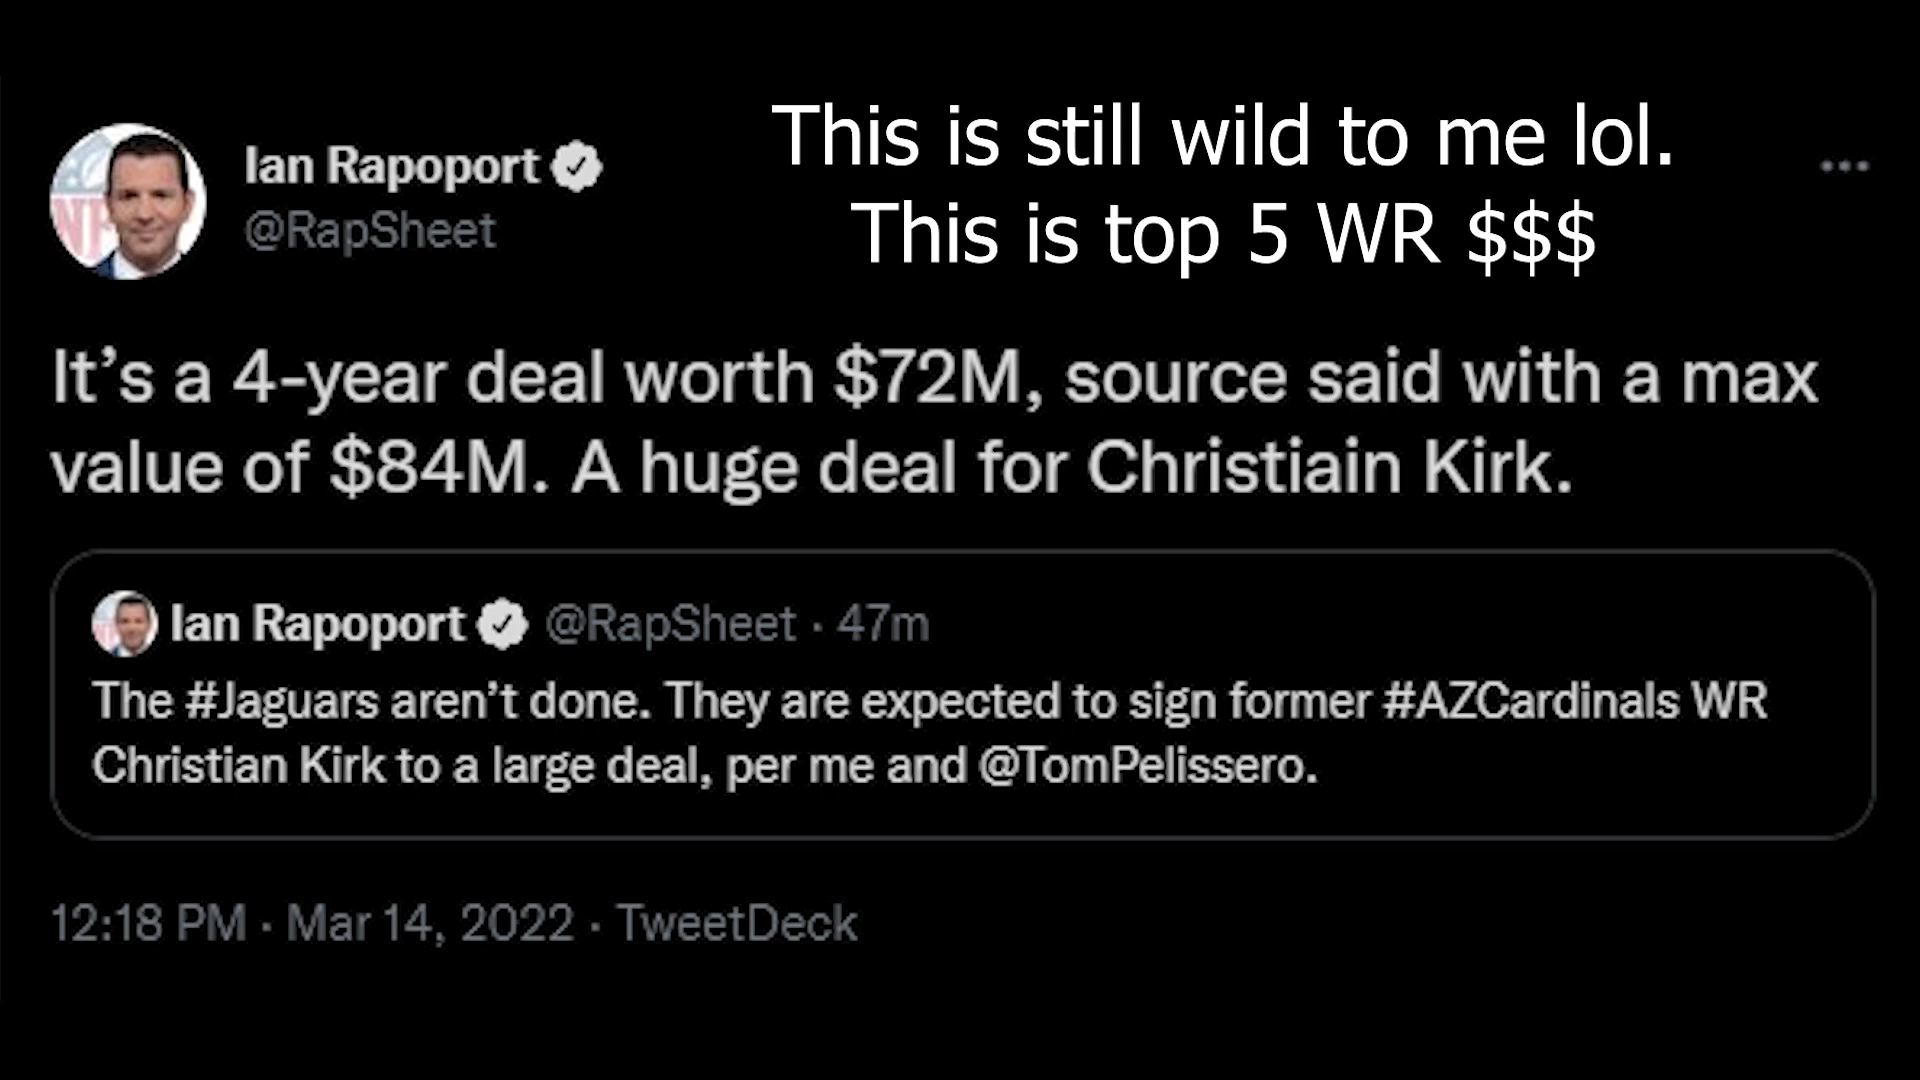 This is still wild to me lol.
This is top 5 WR $$$
Ian Rapoport
@RapSheet
It’s a 4-year deal worth $72M, source said with a max
value of $84M. A huge deal for Christiain Kirk.
Ian Rapoport @RapSheet · 47m
The #Jaguars aren’t done. They are expected to sign former #AZCardinals WR
Christian Kirk to a large deal, per me and @TomPelissero.
12:18 PM · Mar 14, 2022 · TweetDeck